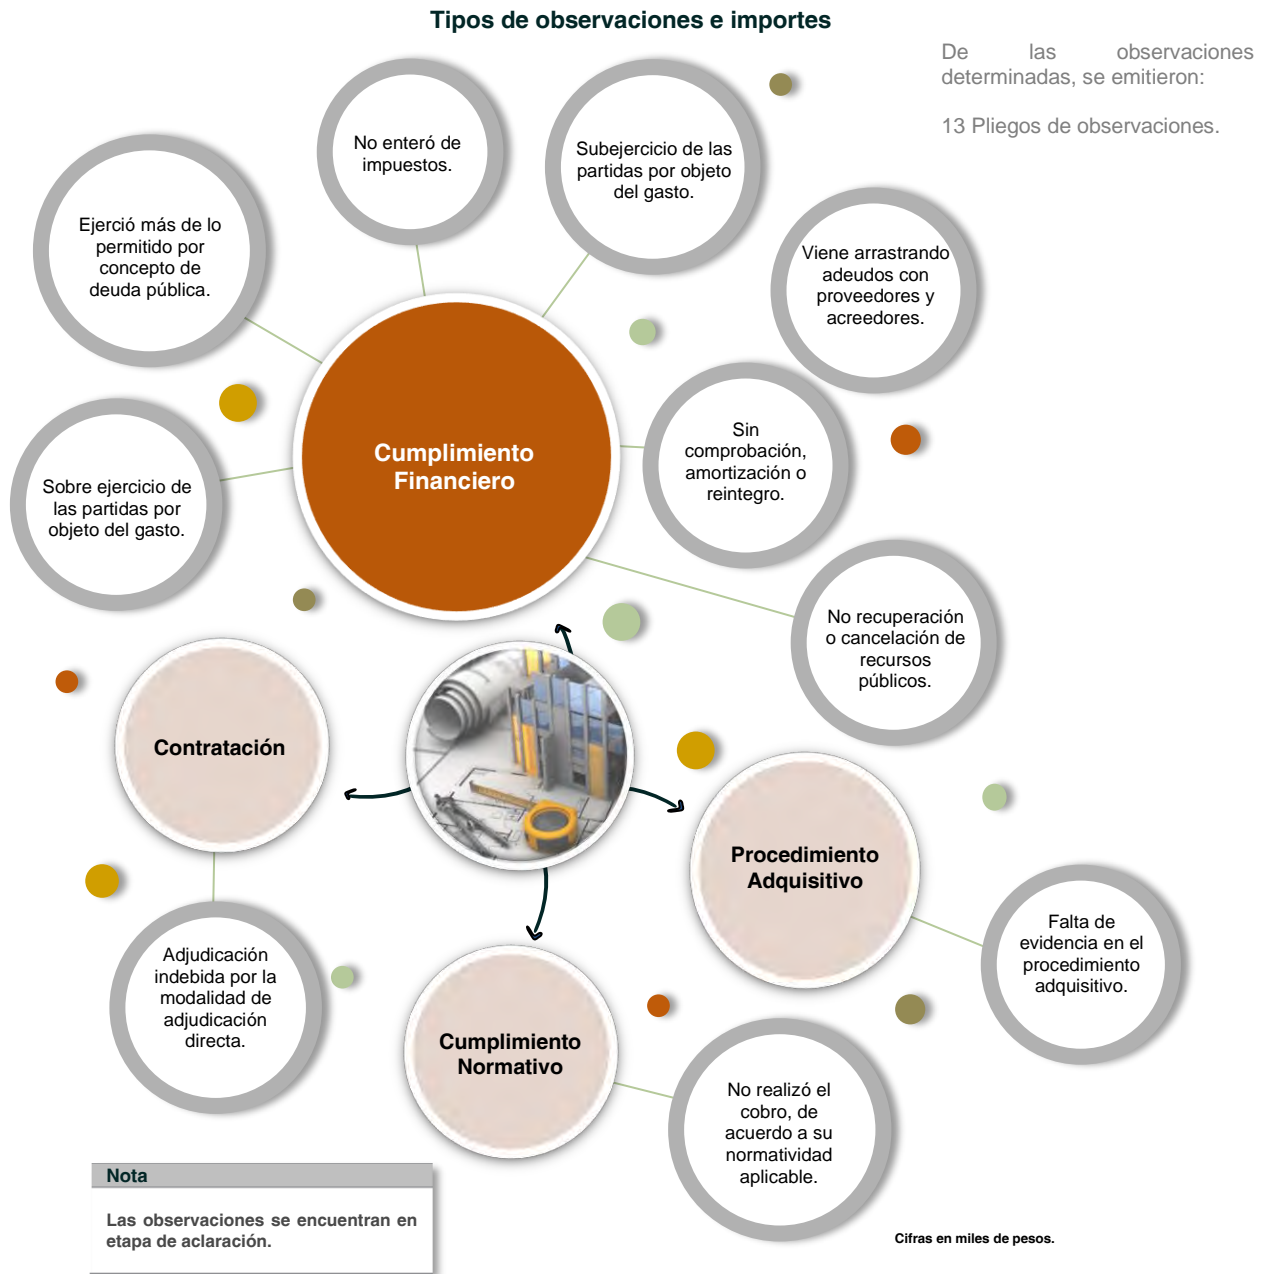 Tipos de observaciones e importes
De las observaciones
determinadas, se emitieron:
13 Pliegos de observaciones.
No enteró de
impuestos.
Subejercicio de las
partidas por objeto
del gasto.
Ejerció más de lo
permitido por
concepto de
deuda pública.
Viene arrastrando
adeudos con
proveedores y
acreedores.
Cumplimiento
Financiero
Sin
comprobación,
amortización o
reintegro.
Sobre ejercicio de
las partidas por
objeto del gasto.
No recuperación
o cancelación de
recursos
públicos.
Contratación
Procedimiento
Adquisitivo
Falta de
evidencia en el
procedimiento
adquisitivo.
Adjudicación
indebida por la
modalidad de
adjudicación
directa.
Cumplimiento
Normativo
No realizó el
cobro, de
acuerdo a su
normatividad
aplicable.
Nota
Las observaciones se encuentran en
etapa de aclaración.
Cifras en miles de pesos.